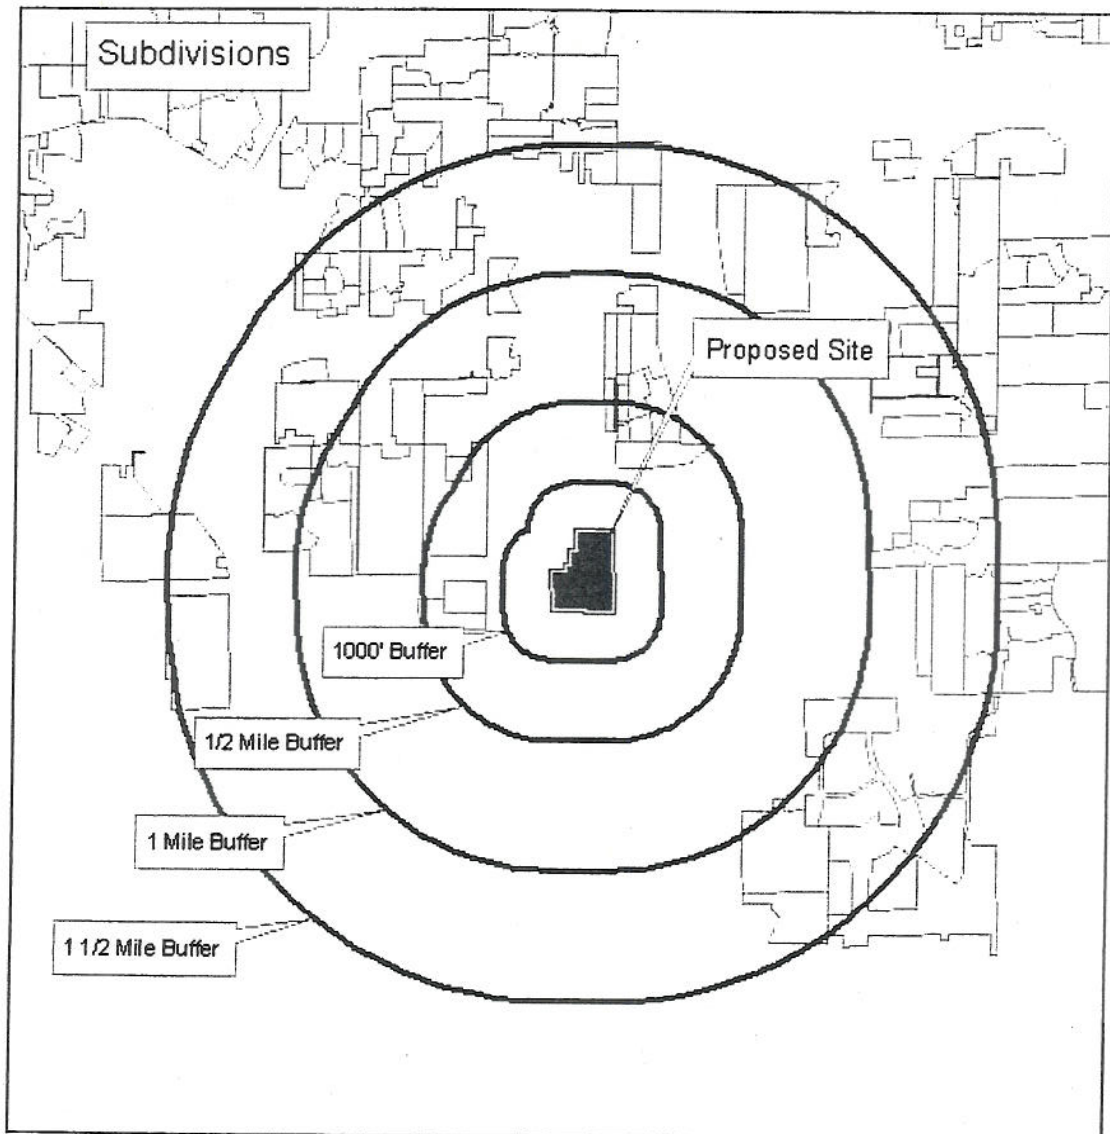 Subdivisions
Proposed Site
1000' Buffer
1/2 Mile Buffer
1 Mile Buffer
1 1/2 Mile Buffer